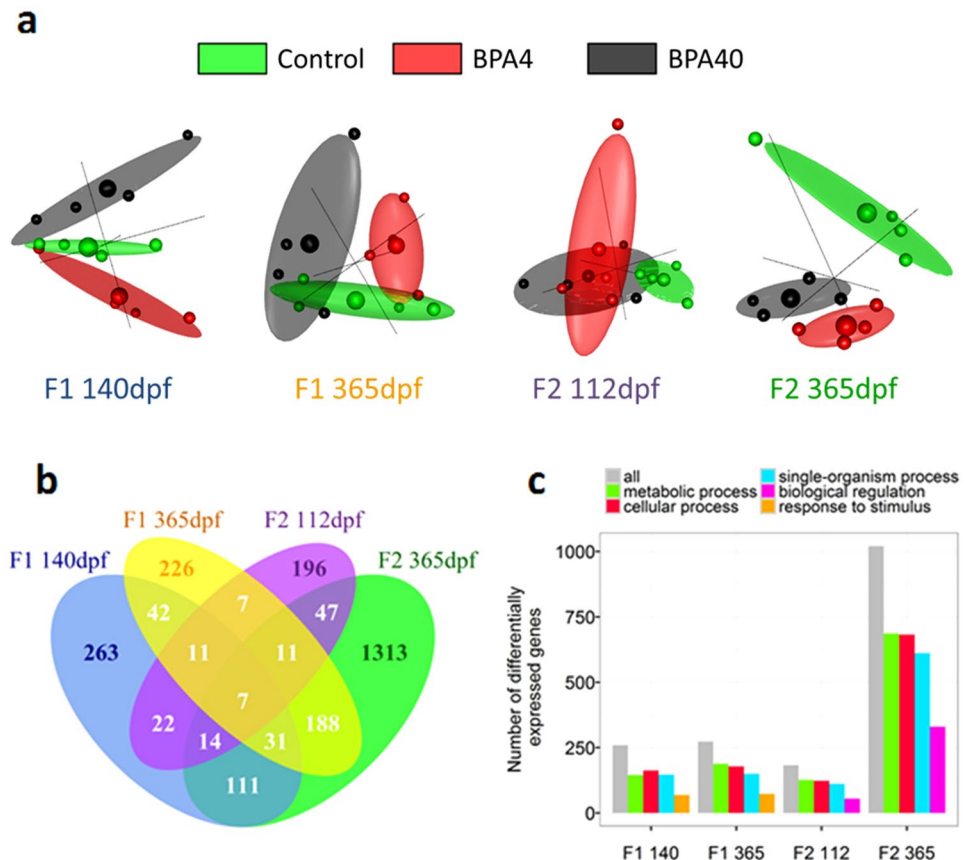 a
Control BPA4 BPA40
F1 140dpf F1 365dpf F2 112dpf F2 365dpf
b
F1 365dpf F2 112dpf
F1 140dpf F2 365dpf
226 196
42 7 47
263 11 11 1313
7
22 14 31 188
111
c
all single-organism process
metabolic process biological regulation
cellular process response to stimulus
Number of differentially
expressed genes
1000
750
500
250
0
F1 140 F1 365 F2 112 F2 365